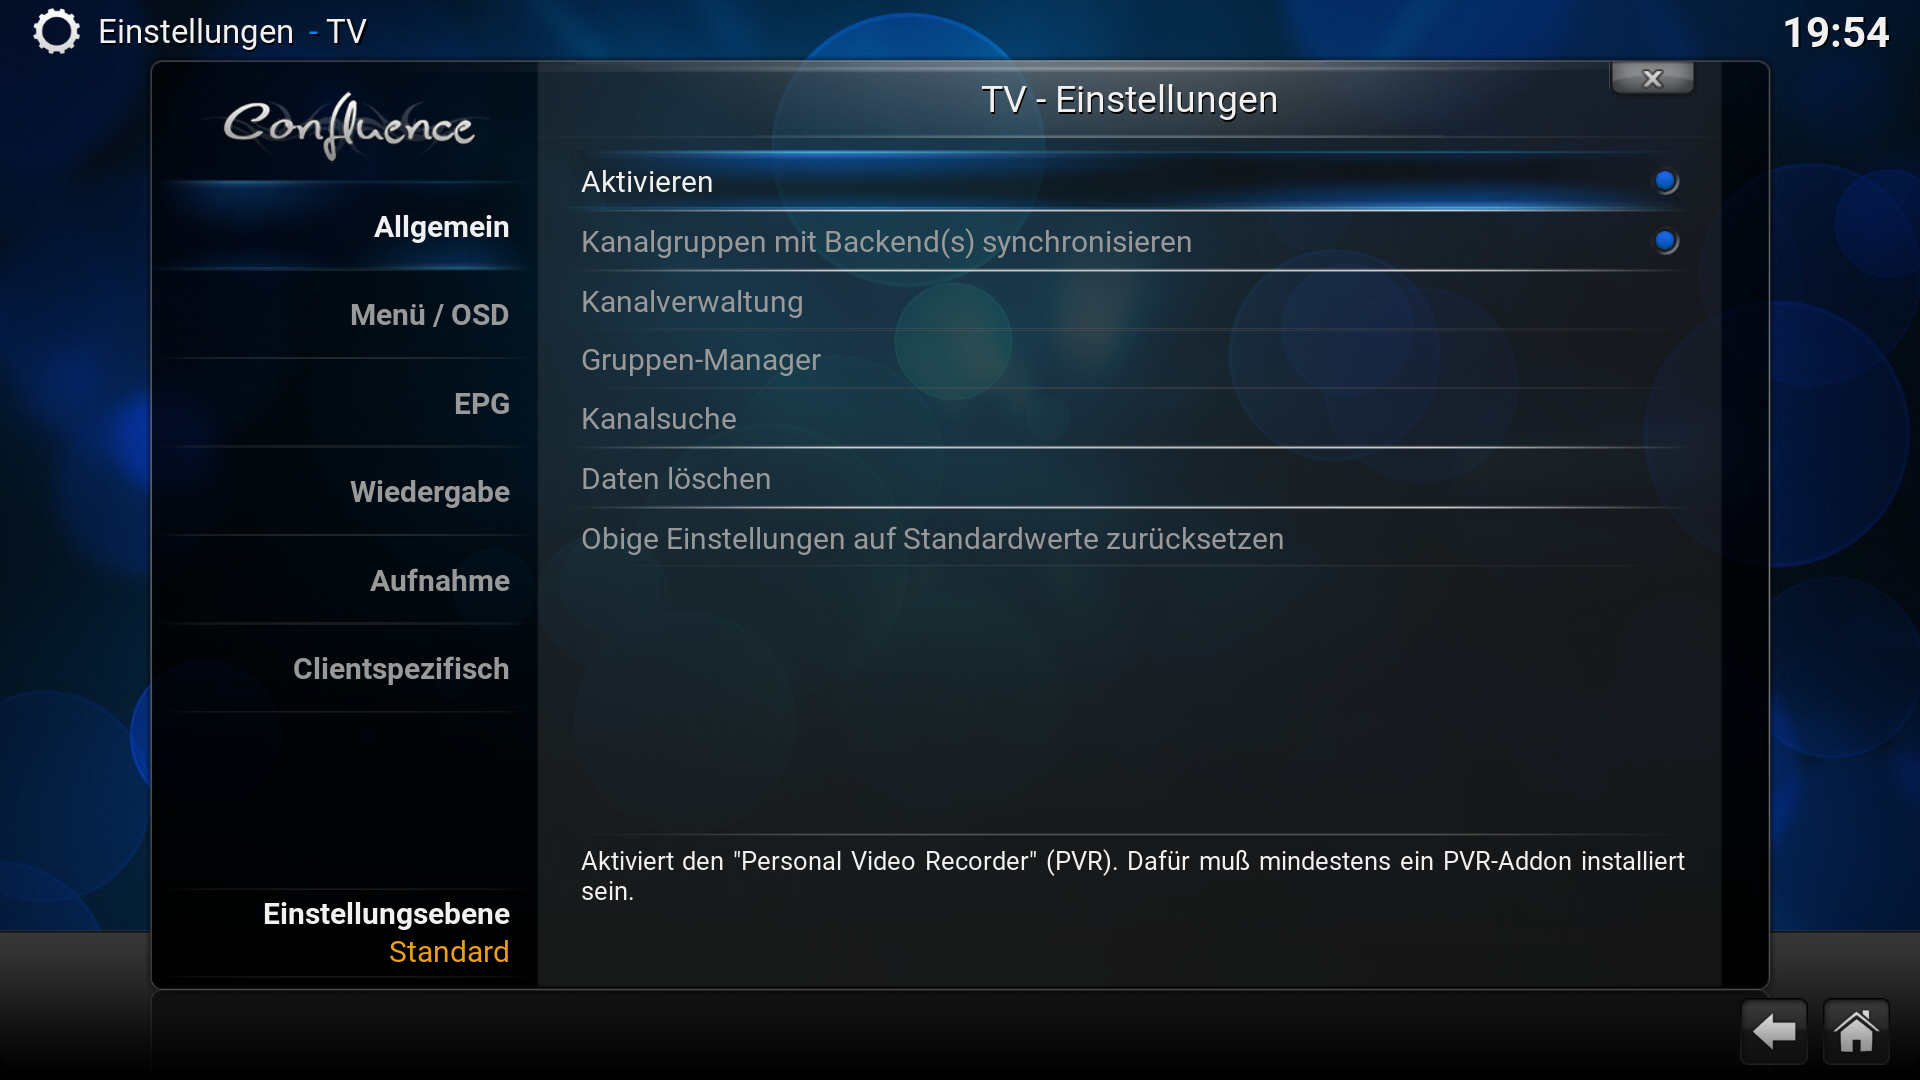 Einstellungen - TV
19:54
Confluence
TV - Einstellungen
Allgemein
Menü / OSD
EPG
Wiedergabe
Aufnahme
Clientspezifisch
Einstellungsebene
Standard
Aktivieren
Kanalgruppen mit Backend(s) synchronisieren
Kanalverwaltung
Gruppen-Manager
Kanalsuche
Daten löschen
Obige Einstellungen auf Standardwerte zurücksetzen
Aktiviert den "Personal Video Recorder" (PVR). Dafür muß mindestens ein PVR-Addon installiert
sein.